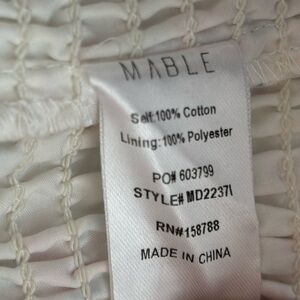 MABLE
Self:100% Cotton
Lining:100% Polyester
PO# 603799
STYLE# MD2237I
RN#158788
MADE IN CHINA